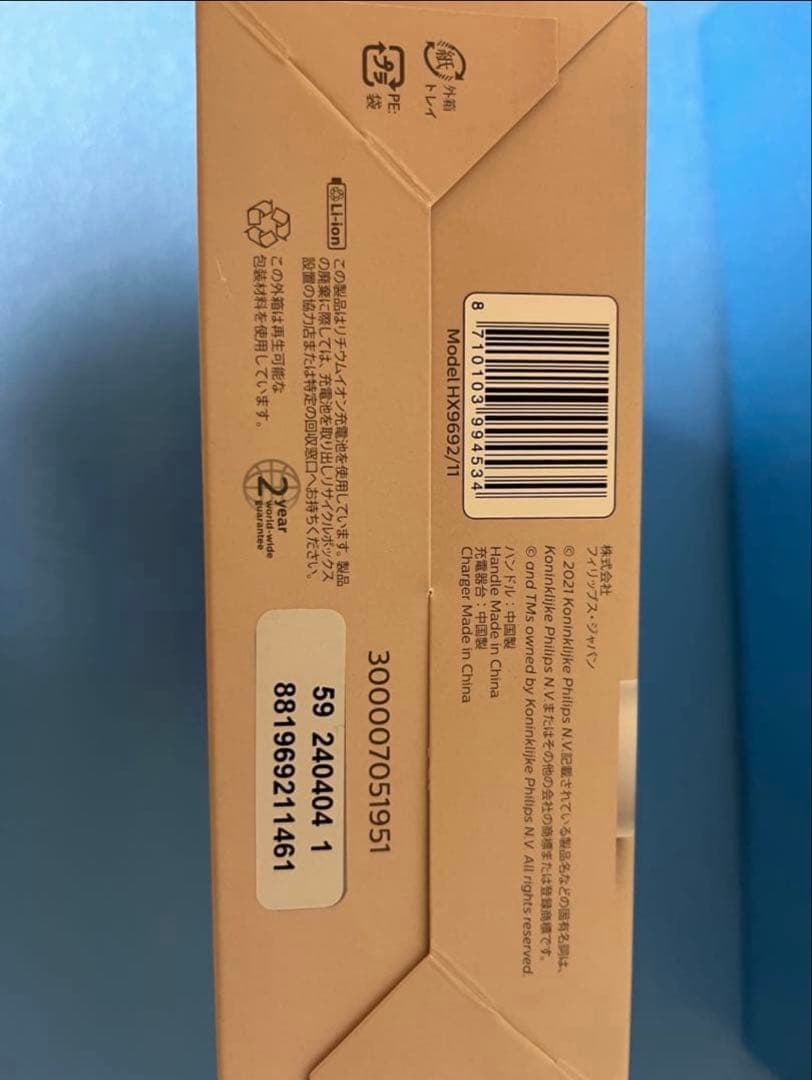 紙
外箱
トレイ
プラ
PE:
袋
8 710103 994534
Model HX9692/11
株式会社
フィリップス・ジャパン
© 2021 Koninklijke Philips N.V.記載されている製品名などの固有名詞は、
Koninklijke Philips N.V.またはその他の会社の商標または登録商標です。
© and TMs owned by Koninklijke Philips N.V. All rights reserved.
ハンドル：中国製
Handle Made in China
充電器台：中国製
Charger Made in China
Li-ion
この製品はリチウムイオン充電池を使用しています。製品
の廃棄に際しては、充電池を取り出しリサイクルボックス
設置の協力店または特定の回収窓口へお持ちください。
この外箱は再生可能な
包装材料を使用しています。
2 year
world-wide
guarantee
300007051951
59 240404 1
881969211461